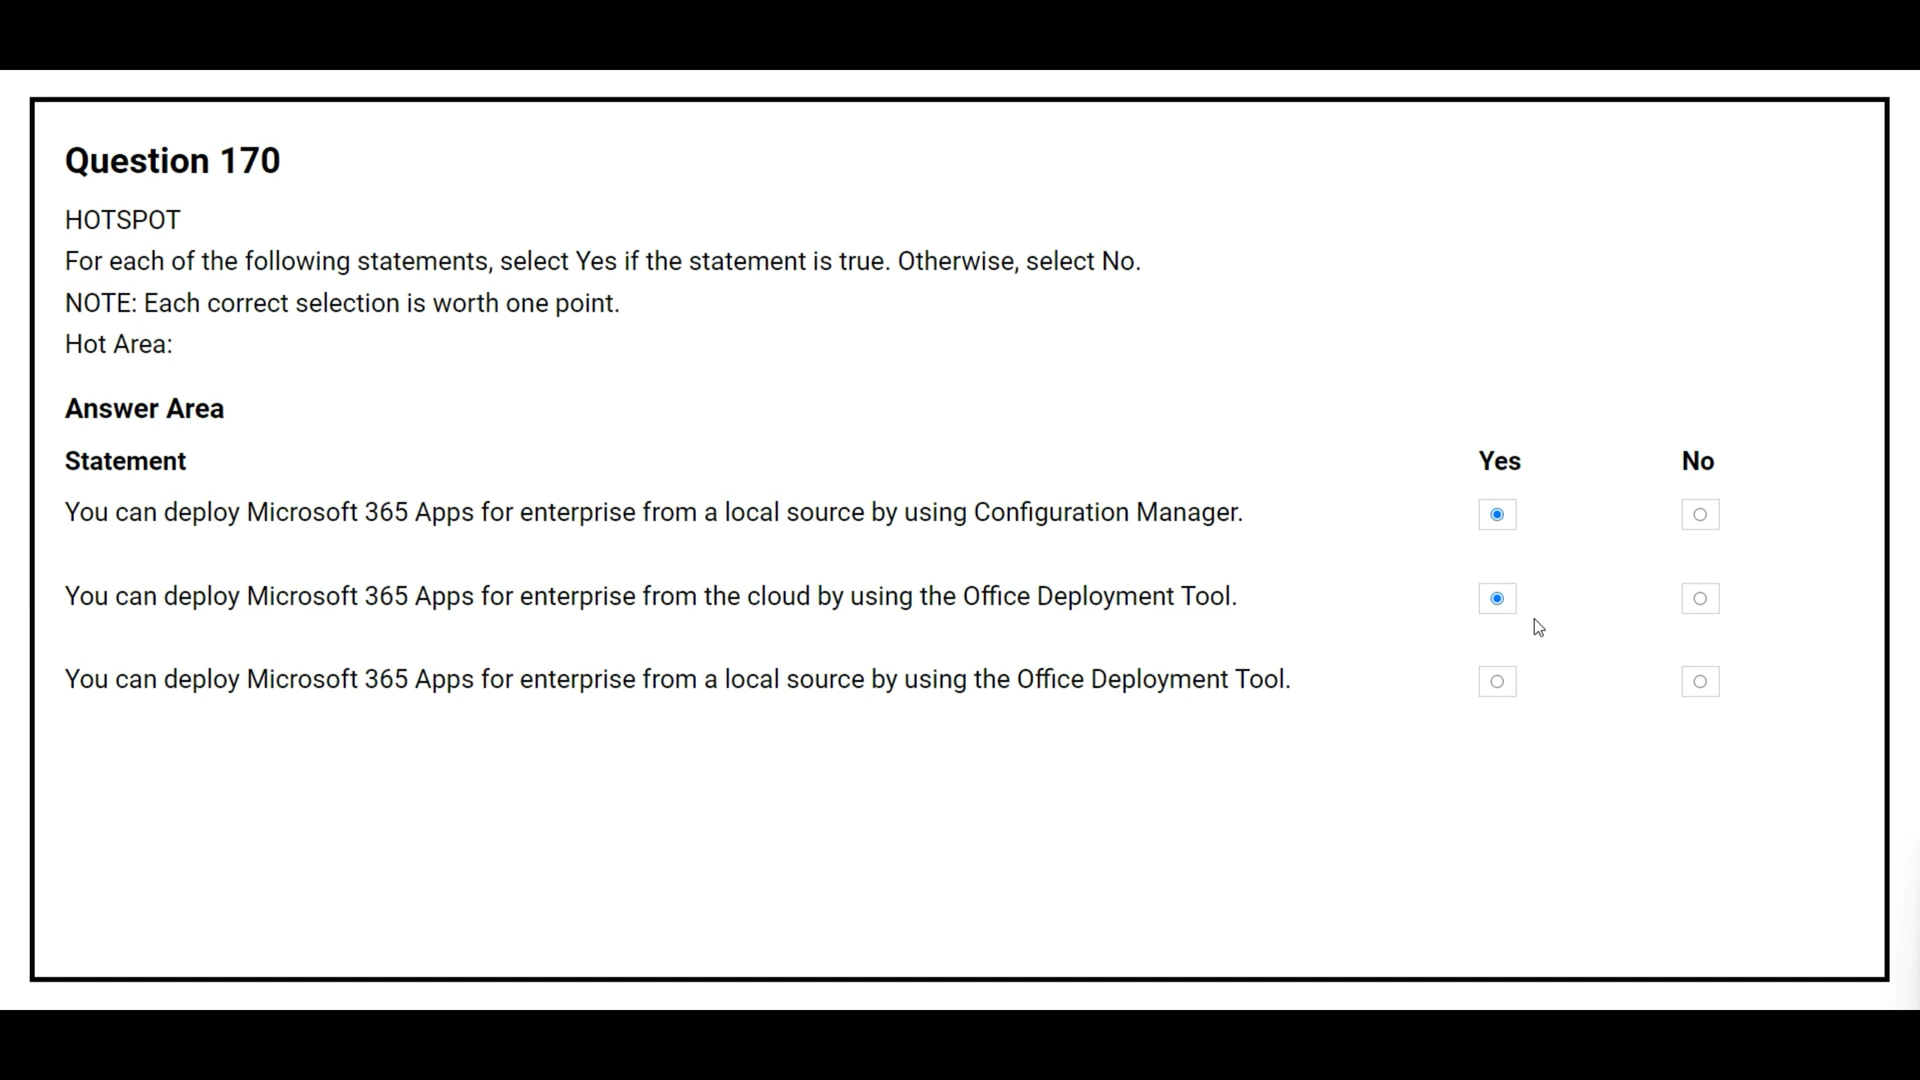 Question 170
HOTSPOT
For each of the following statements, select Yes if the statement is true. Otherwise, select No.
NOTE: Each correct selection is worth one point.
Hot Area:
Answer Area
Statement Yes No
You can deploy Microsoft 365 Apps for enterprise from a local source by using Configuration Manager.
You can deploy Microsoft 365 Apps for enterprise from the cloud by using the Office Deployment Tool.
You can deploy Microsoft 365 Apps for enterprise from a local source by using the Office Deployment Tool.